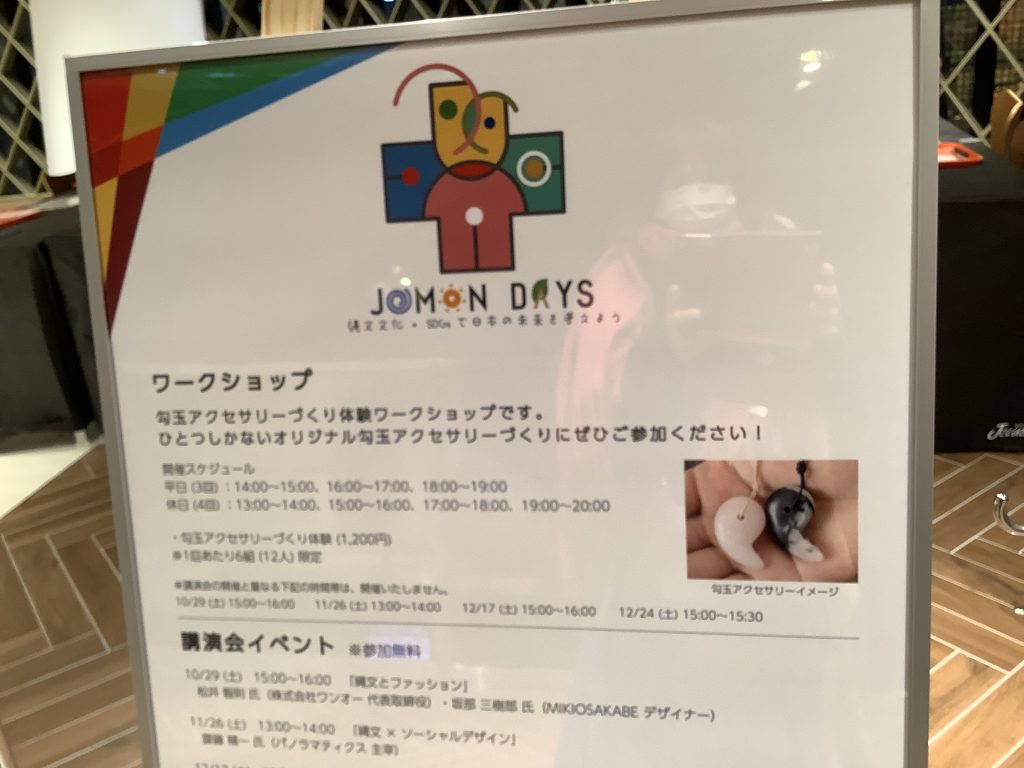 JOMON DAYS
縄文文化 × SDGsで日本の未来を考えよう
ワークショップ
勾玉アクセサリーづくり体験ワークショップです。
ひとつしかないオリジナル勾玉アクセサリーづくりにぜひご参加ください！
開催スケジュール
平日 (3回) ：14:00〜15:00、16:00〜17:00、18:00〜19:00
休日 (4回) ：13:00〜14:00、15:00〜16:00、17:00〜18:00、19:00〜20:00
・勾玉アクセサリーづくり体験 (1,200円)
※1回あたり6組 (12人) 限定
勾玉アクセサリーイメージ
※講演会の開催と重なる下記の時間帯は、開催いたしません。
10/29 (土) 15:00〜16:00 11/26 (土) 13:00〜14:00 12/17 (土) 15:00〜16:00 12/24 (土) 15:00〜15:30
講演会イベント ※参加無料
10/29 (土) 15:00〜16:00 「縄文とファッション」
松井 智則 氏（株式会社ワンオー 代表取締役）・坂部 三樹郎 氏（MIKIOSAKABE デザイナー）
11/26 (土) 13:00〜14:00 「縄文 × ソーシャルデザイン」
齋藤 精一 氏（パノラマティクス 主宰）